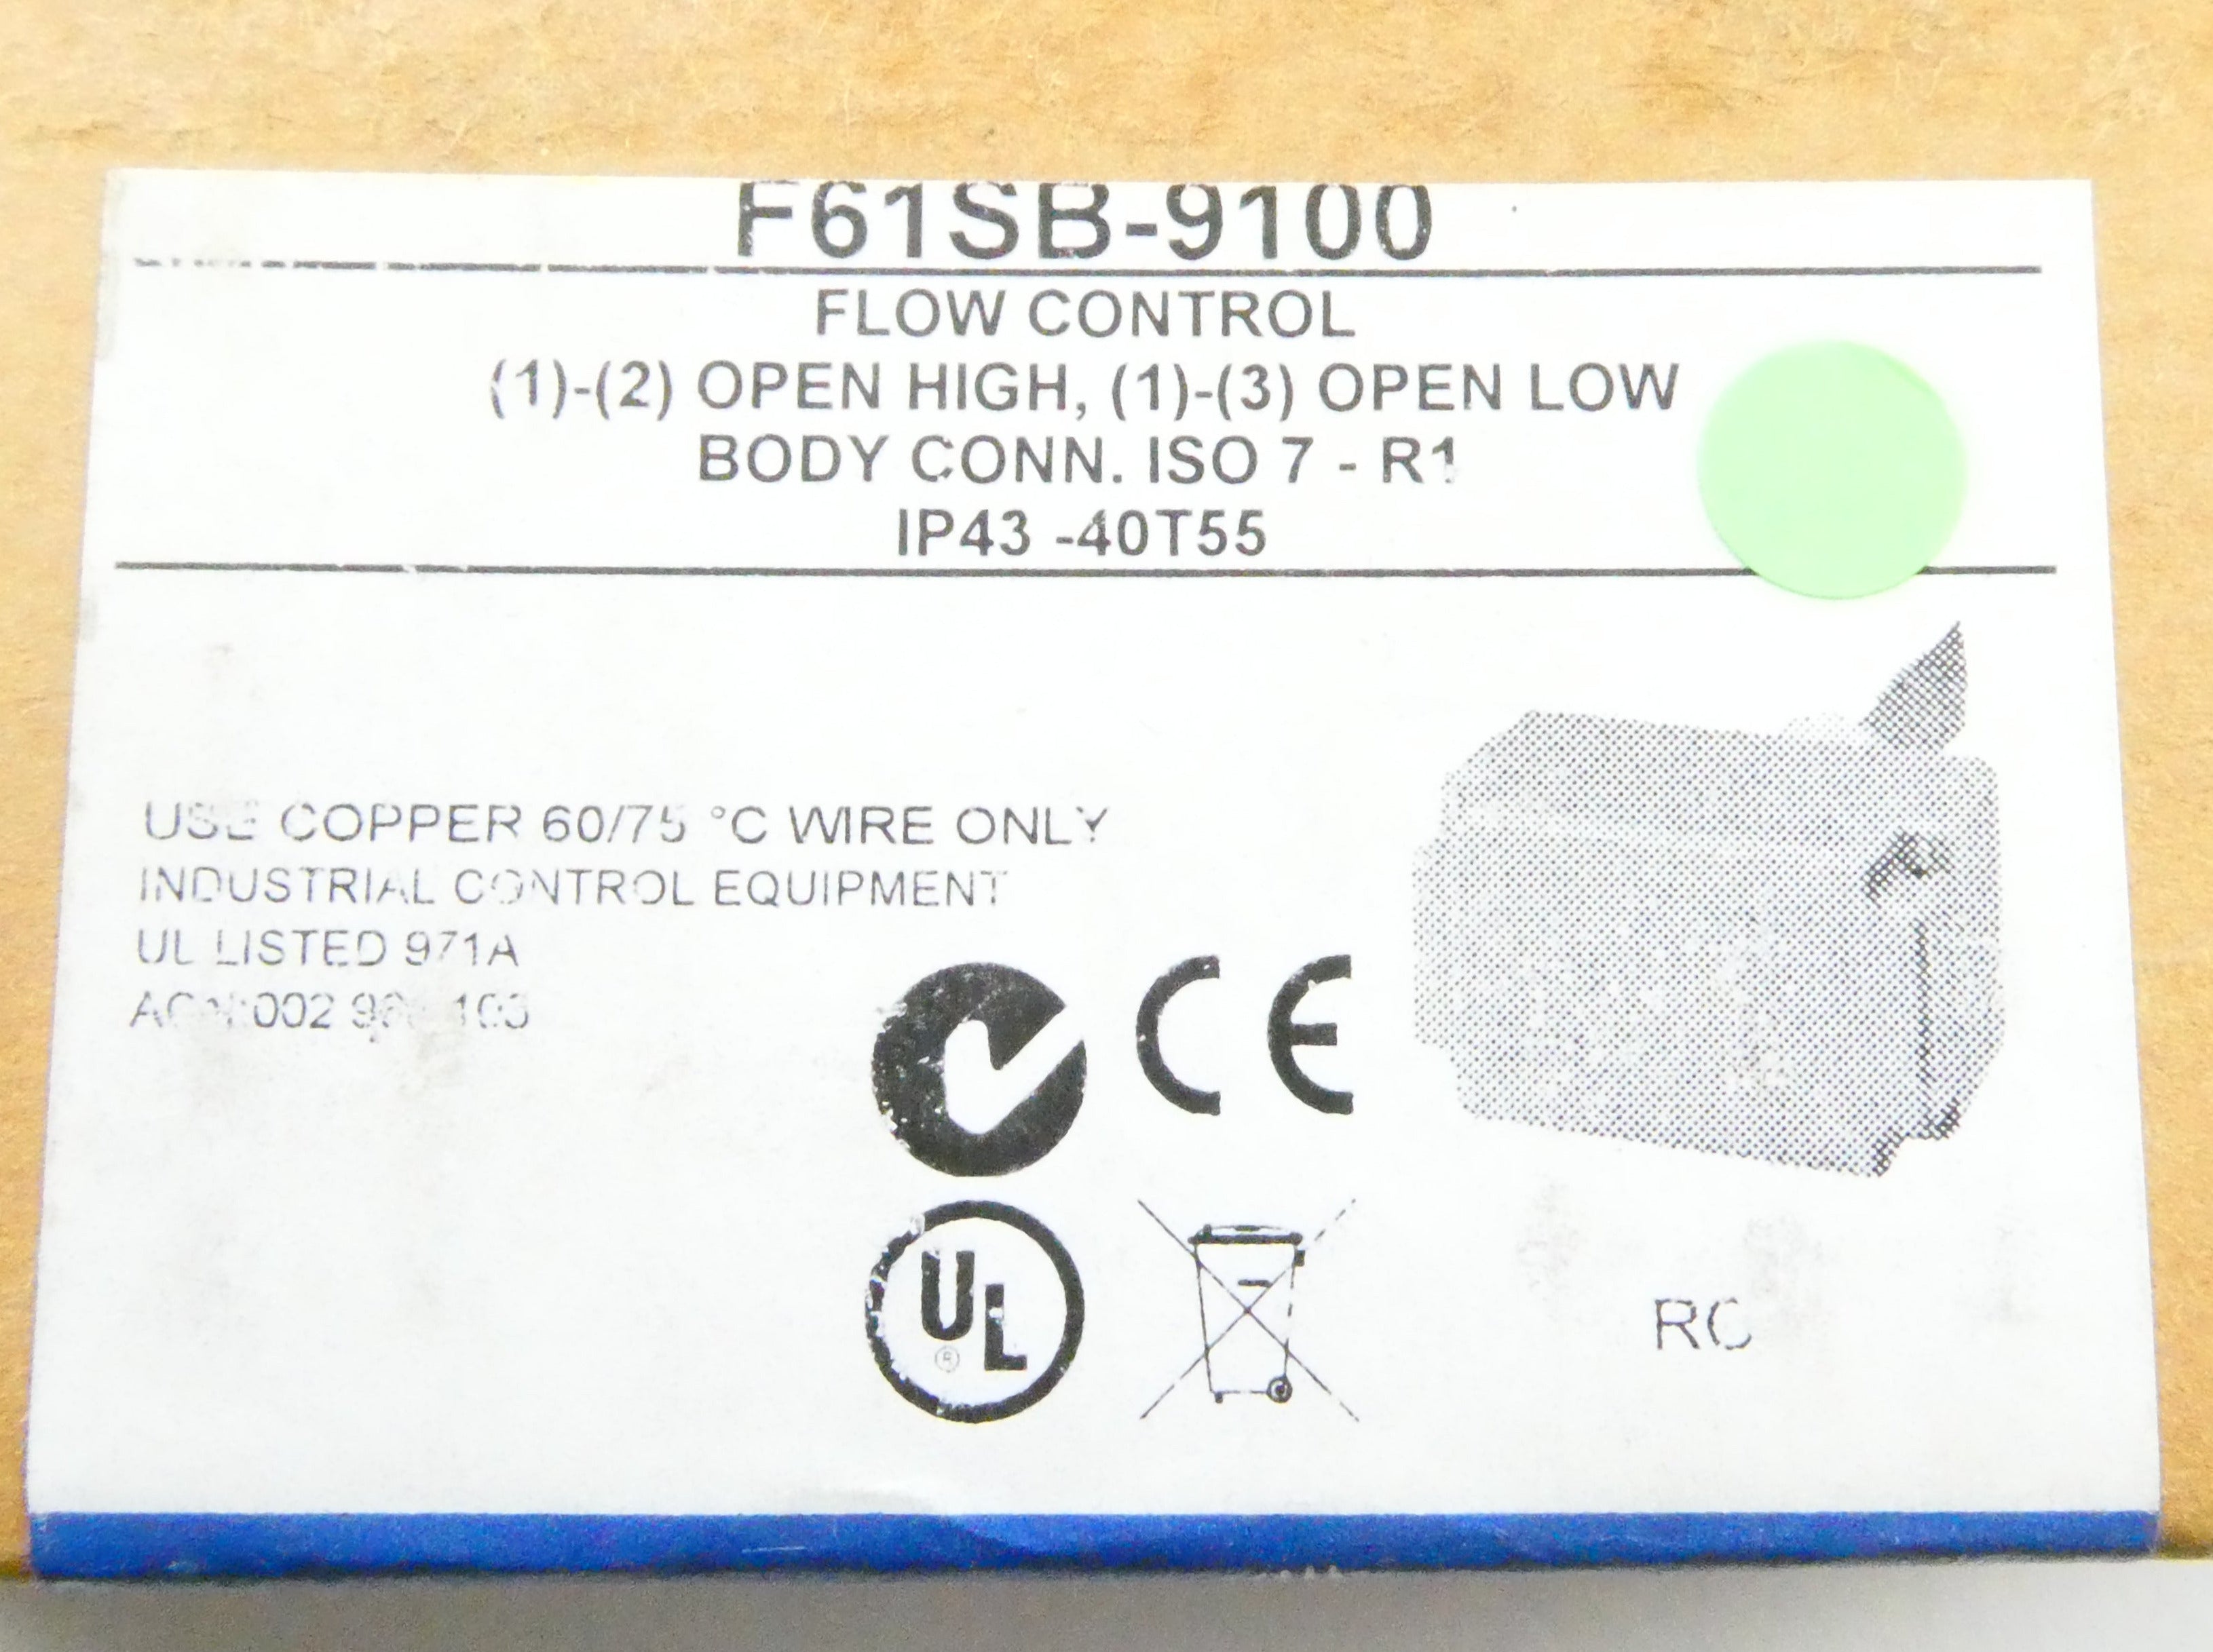 F61SB-9100
FLOW CONTROL
(1)-(2) OPEN HIGH, (1)-(3) OPEN LOW
BODY CONN. ISO 7 - R1
IP43 -40T55
USE COPPER 60/75 °C WIRE ONLY
INDUSTRIAL CONTROL EQUIPMENT
UL LISTED 971A
002
CE
UL
®